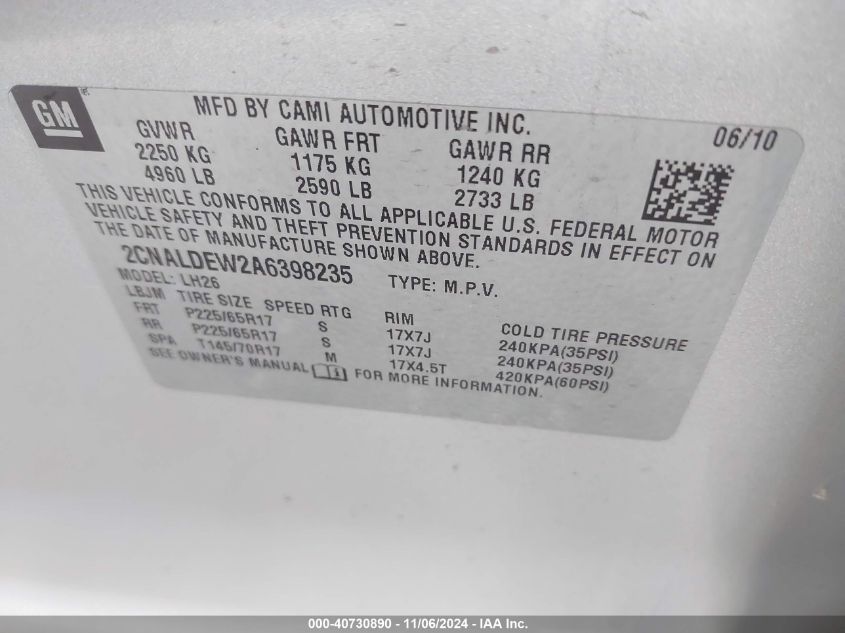 GM
MFD BY CAMI AUTOMOTIVE INC.
06/10
GVWR GAWR FRT GAWR RR
2250 KG 1175 KG 1240 KG
4960 LB 2590 LB 2733 LB
THIS VEHICLE CONFORMS TO ALL APPLICABLE U.S. FEDERAL MOTOR
VEHICLE SAFETY AND THEFT PREVENTION STANDARDS IN EFFECT ON
THE DATE OF MANUFACTURE SHOWN ABOVE.
2CNALDEW2A6398235 TYPE: M.P.V.
MODEL: LH26
LBJM TIRE SIZE SPEED RTG RIM COLD TIRE PRESSURE
FRT P225/65R17 S 17X7J 240KPA(35PSI)
RR P225/65R17 S 17X7J 240KPA(35PSI)
SPA T145/70R17 M 17X4.5T 420KPA(60PSI)
SEE OWNER'S MANUAL FOR MORE INFORMATION.
000-40730890 - 11/06/2024 - IAA Inc.